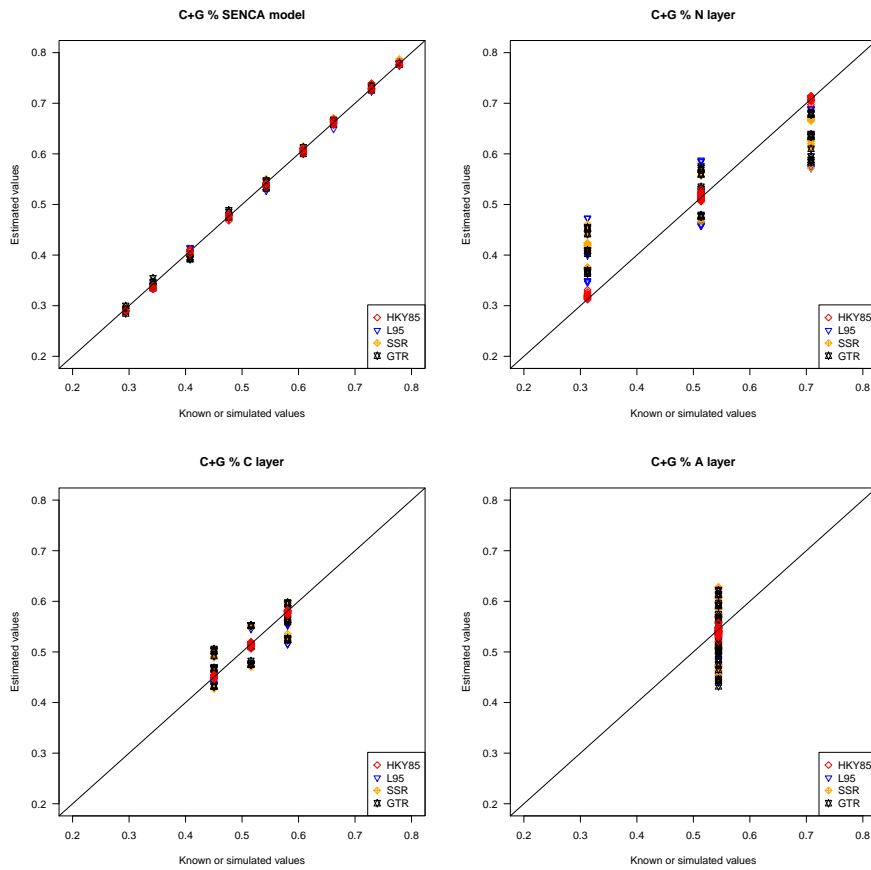 C+G % SENCA model
Estimated values
0.8
0.7
0.6
0.5
0.4
0.3
0.2
0.2 0.3 0.4 0.5 0.6 0.7 0.8
Known or simulated values
HKY85
L95
SSR
GTR
C+G % N layer
Estimated values
0.8
0.7
0.6
0.5
0.4
0.3
0.2
0.2 0.3 0.4 0.5 0.6 0.7 0.8
Known or simulated values
HKY85
L95
SSR
GTR
C+G % C layer
Estimated values
0.8
0.7
0.6
0.5
0.4
0.3
0.2
0.2 0.3 0.4 0.5 0.6 0.7 0.8
Known or simulated values
HKY85
L95
SSR
GTR
C+G % A layer
Estimated values
0.8
0.7
0.6
0.5
0.4
0.3
0.2
0.2 0.3 0.4 0.5 0.6 0.7 0.8
Known or simulated values
HKY85
L95
SSR
GTR